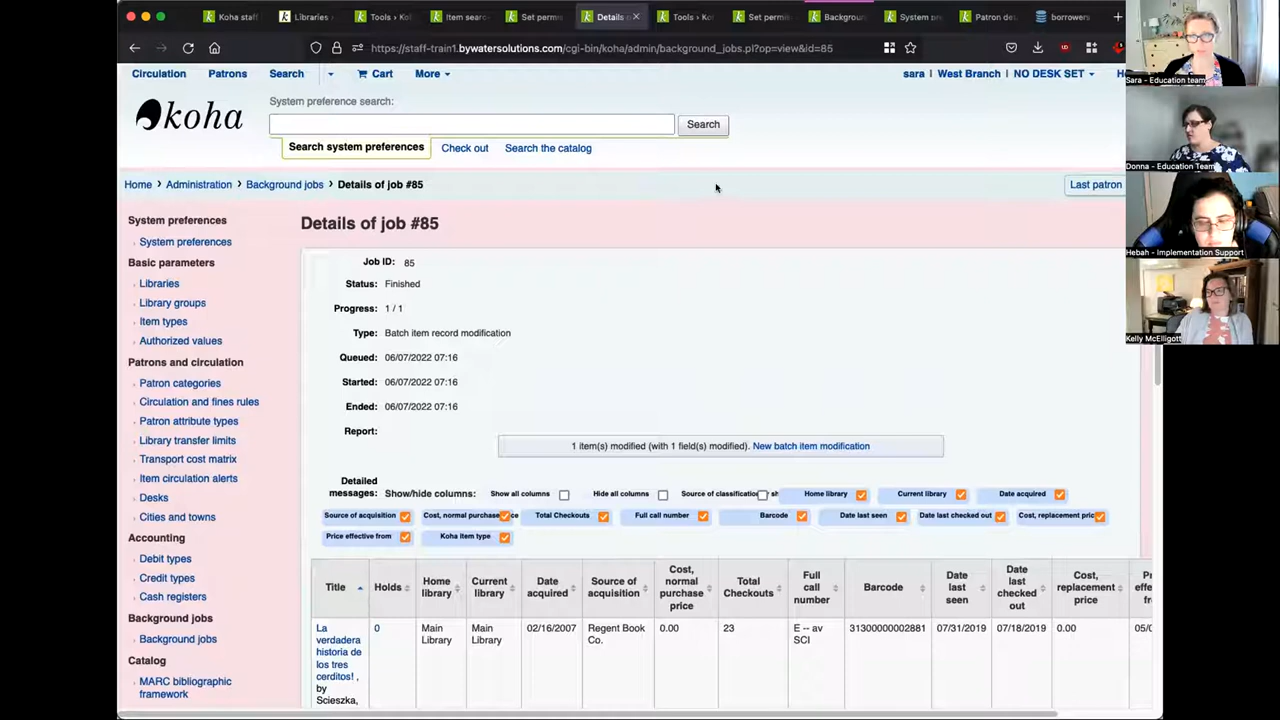 Koha staff
Libraries
Tools › Ko
Item searc
Set permis
Details o
Tools › Ko
Set permis
Backgroun
System pr
Patron det
borrowers
https://staff-train1.bywatersolutions.com/cgi-bin/koha/admin/background_jobs.pl?op=view&id=85
Circulation Patrons Search Cart More sara | West Branch | NO DESK SET
koha
System preference search:
Search
Search system preferences Check out Search the catalog
Home › Administration › Background jobs › Details of job #85 Last patron
System preferences
System preferences
Basic parameters
Libraries
Library groups
Item types
Authorized values
Patrons and circulation
Patron categories
Circulation and fines rules
Patron attribute types
Library transfer limits
Transport cost matrix
Item circulation alerts
Desks
Cities and towns
Accounting
Debit types
Credit types
Cash registers
Background jobs
Background jobs
Catalog
MARC bibliographic
framework
Details of job #85
Job ID: 85
Status: Finished
Progress: 1 / 1
Type: Batch item record modification
Queued: 06/07/2022 07:16
Started: 06/07/2022 07:16
Ended: 06/07/2022 07:16
Report:
1 item(s) modified (with 1 field(s) modified). New batch item modification
Detailed
messages:
Show/hide columns: Show all columns Hide all columns Source of classification Home library Current library Date acquired
Source of acquisition Cost, normal purchase Total Checkouts Full call number Barcode Date last seen Date last checked out Cost, replacement pric
Price effective from Koha item type
Title
Holds
Home
library
Current
library
Date
acquired
Source of
acquisition
Cost,
normal
purchase
price
Total
Checkouts
Full
call
number
Barcode
Date
last
seen
Date
last
checked
out
Cost,
replacement
price
La
verdadera
historia de
los tres
cerditos! ,
by
Scieszka,
0
Main
Library
Main
Library
02/16/2007
Regent Book
Co.
0.00
23
E -- av
SCI
31300000002881
07/31/2019
07/18/2019
0.00
05/0
Sara - Education team
Donna - Education Team
Hebah - Implementation Support
Kelly McElligott